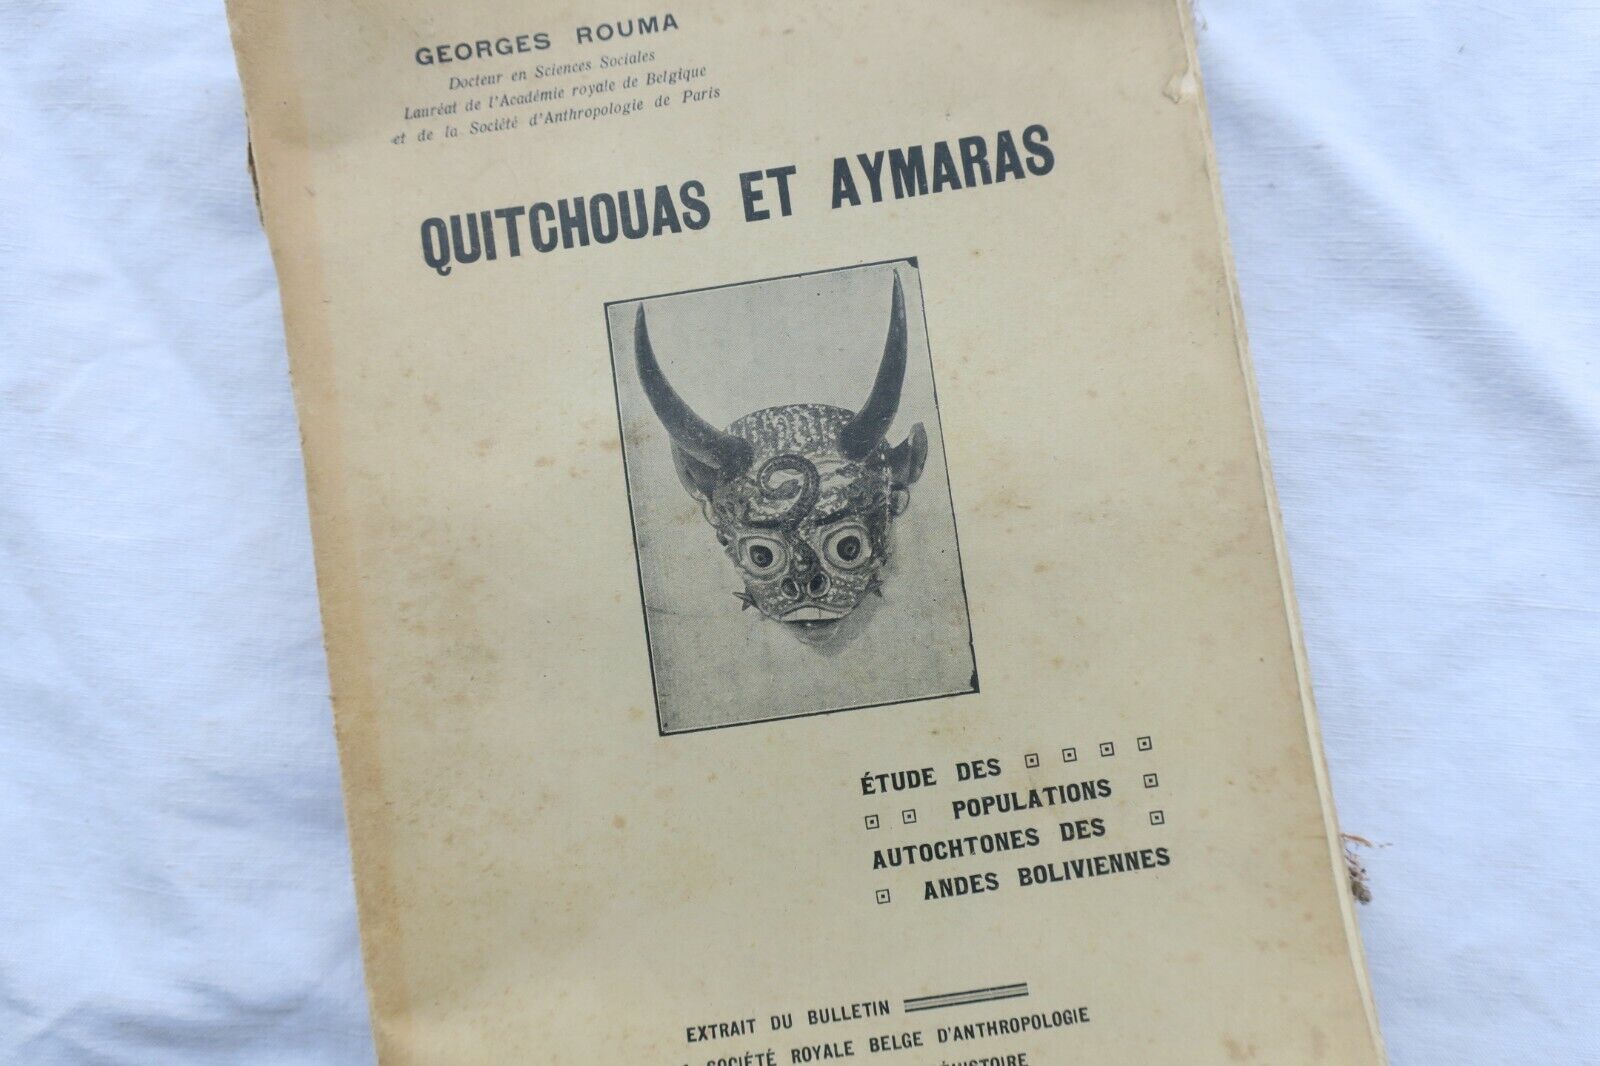 GEORGES ROUMA
Docteur en Sciences Sociales
Lauréat de l'Académie royale de Belgique
et de la Société d'Anthropologie de Paris
QUITCHOUAS ET AYMARAS
ÉTUDE DES
POPULATIONS
AUTOCHTONES DES
ANDES BOLIVIENNES
EXTRAIT DU BULLETIN
SOCIÉTÉ ROYALE BELGE D'ANTHROPOLOGIE